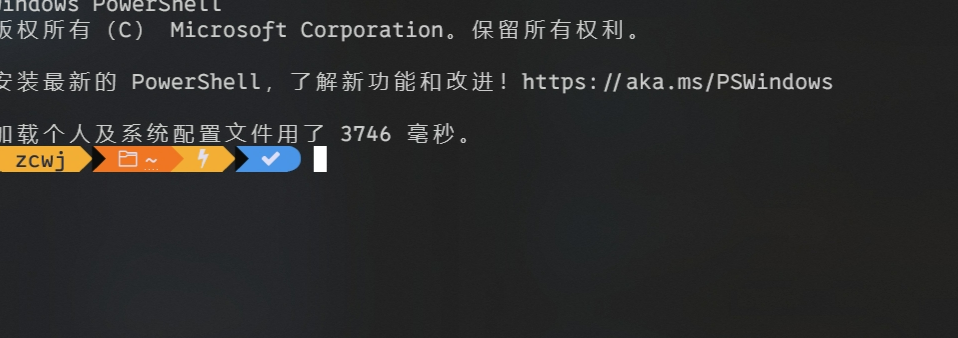 Windows PowerShell
版权所有 (C) Microsoft Corporation。保留所有权利。
安装最新的 PowerShell，了解新功能和改进！https://aka.ms/PSWindows
加载个人及系统配置文件用了 3746 毫秒。
zcwj ~